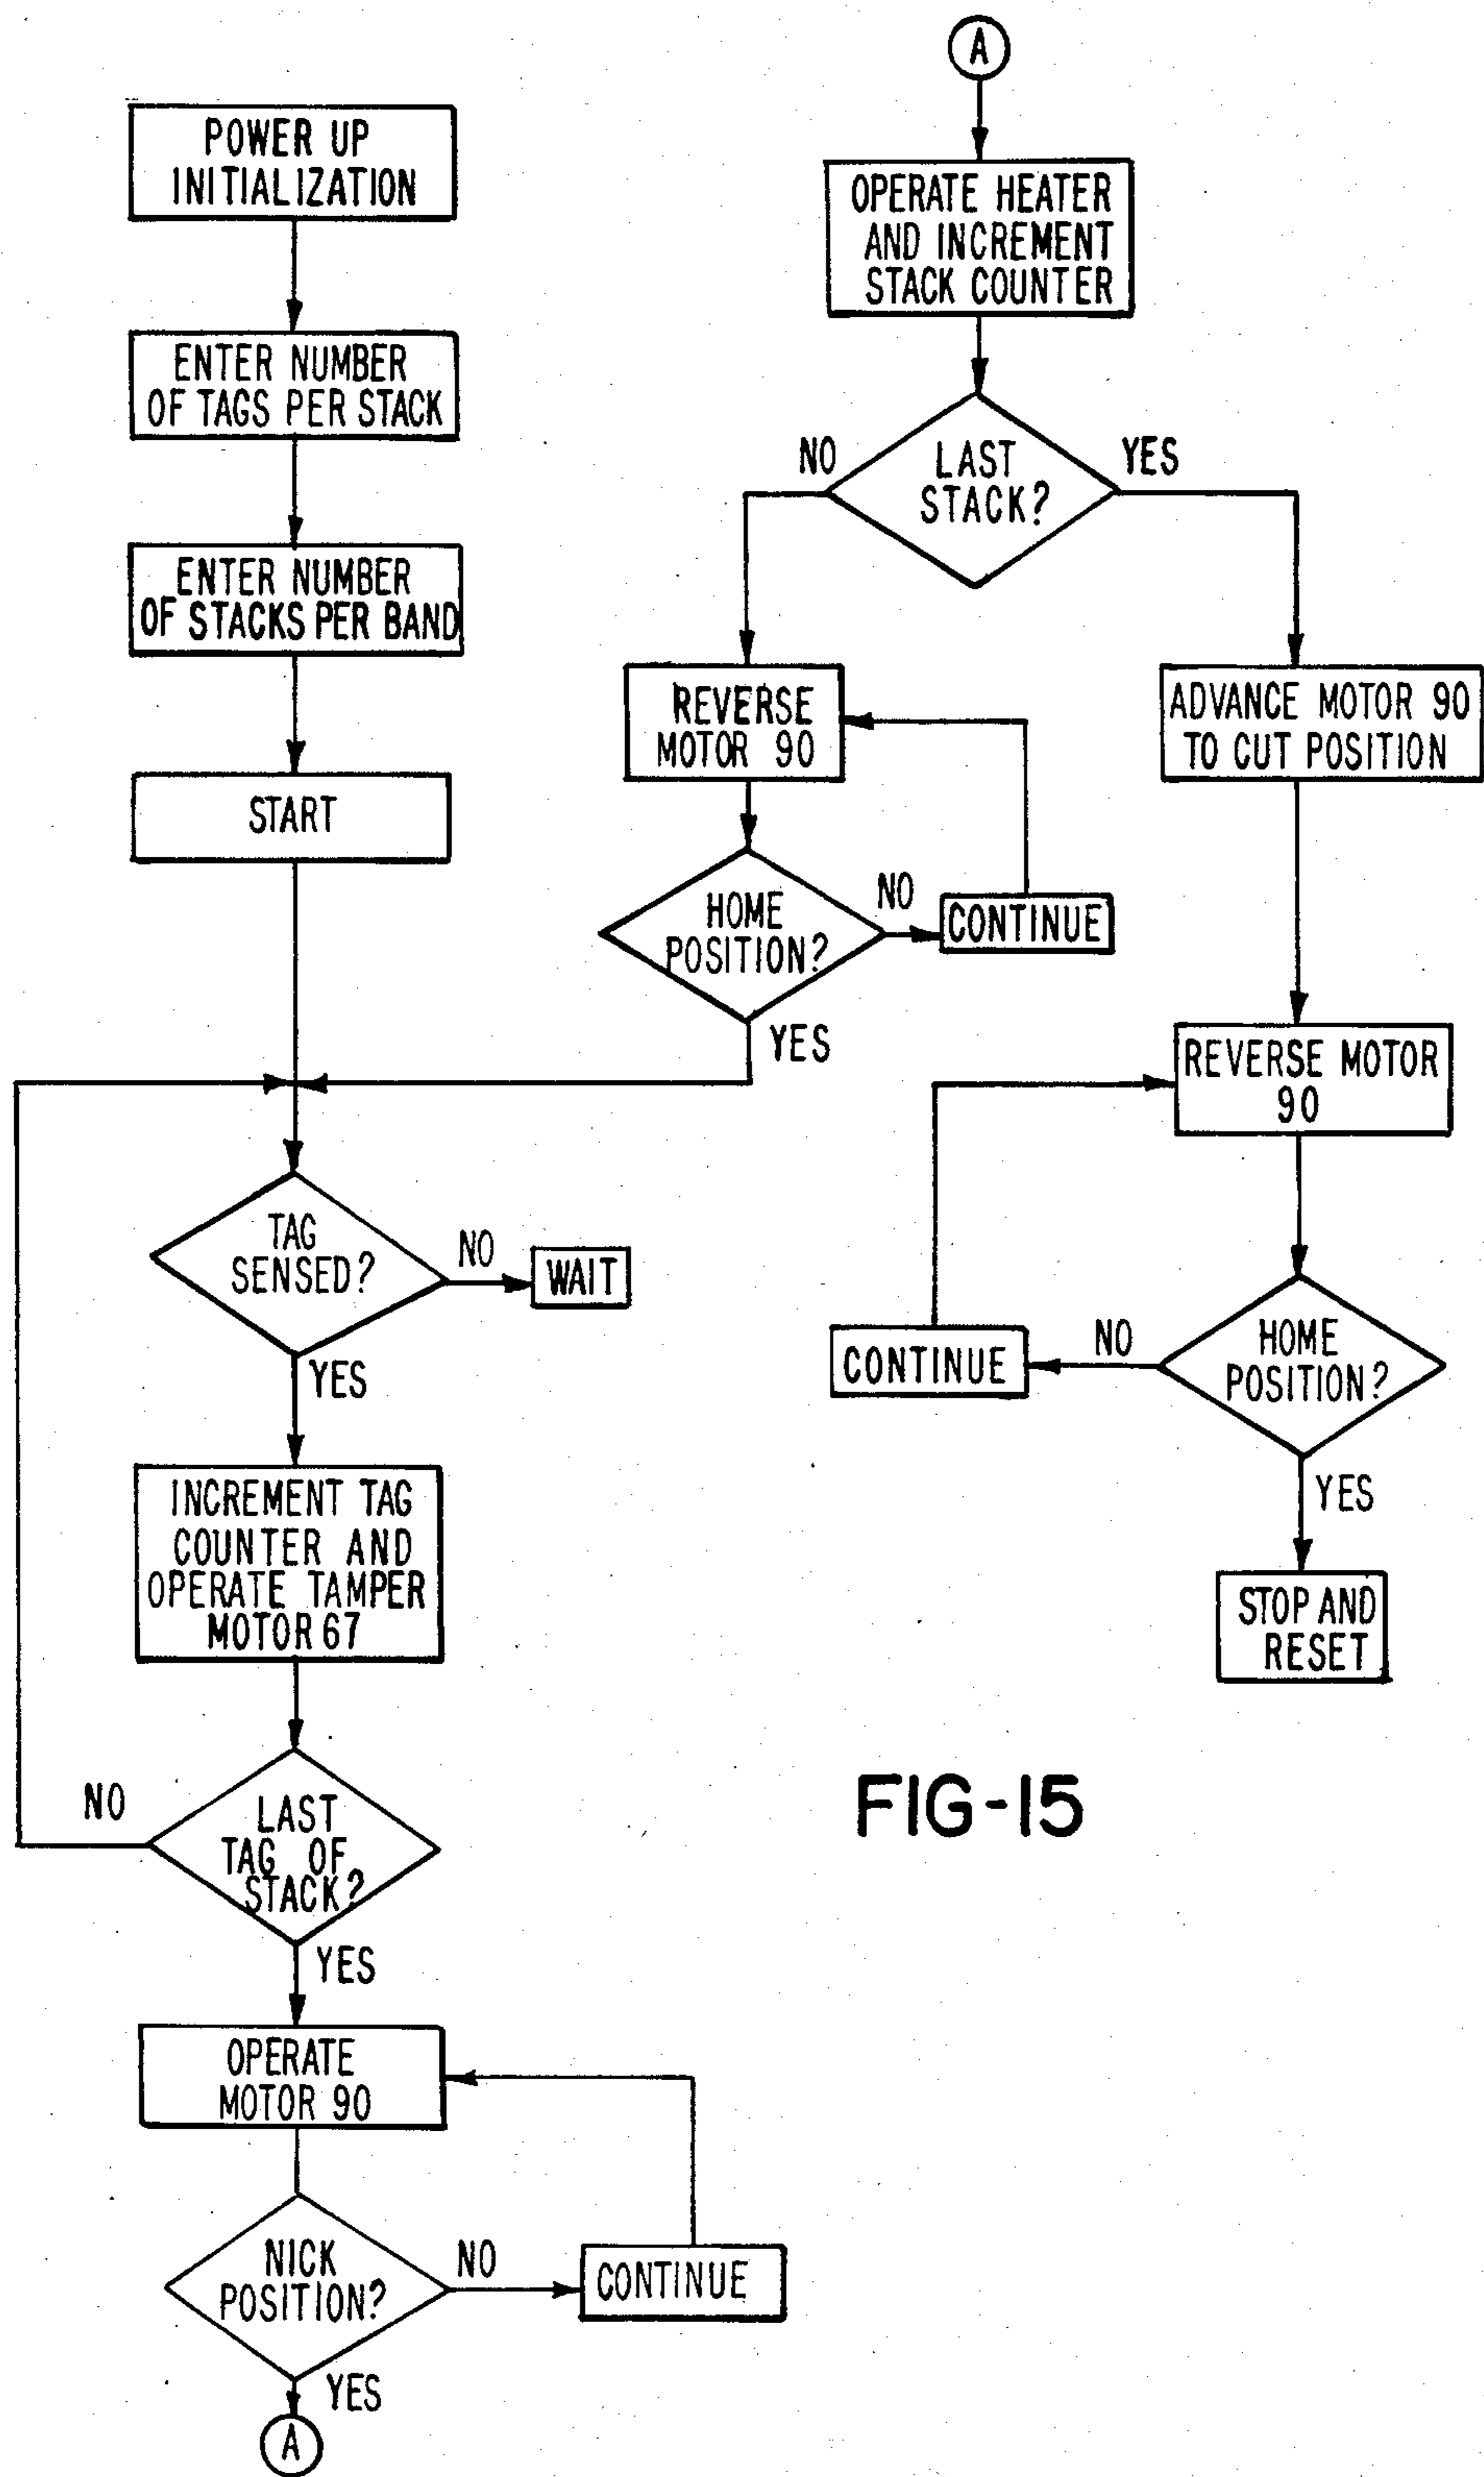 POWER UP
INITIALIZATION
ENTER NUMBER
OF TAGS PER STACK
ENTER NUMBER
OF STACKS PER BAND
START
TAG
SENSED?
NO
WAIT
YES
INCREMENT TAG
COUNTER AND
OPERATE TAMPER
MOTOR 67
LAST
TAG OF
STACK?
NO
YES
OPERATE
MOTOR 90
NICK
POSITION?
NO
CONTINUE
YES
A
A
OPERATE HEATER
AND INCREMENT
STACK COUNTER
LAST
STACK?
NO
YES
REVERSE
MOTOR 90
HOME
POSITION?
NO
CONTINUE
YES
ADVANCE MOTOR 90
TO CUT POSITION
REVERSE MOTOR
90
HOME
POSITION?
NO
CONTINUE
YES
STOP AND
RESET
FIG-15